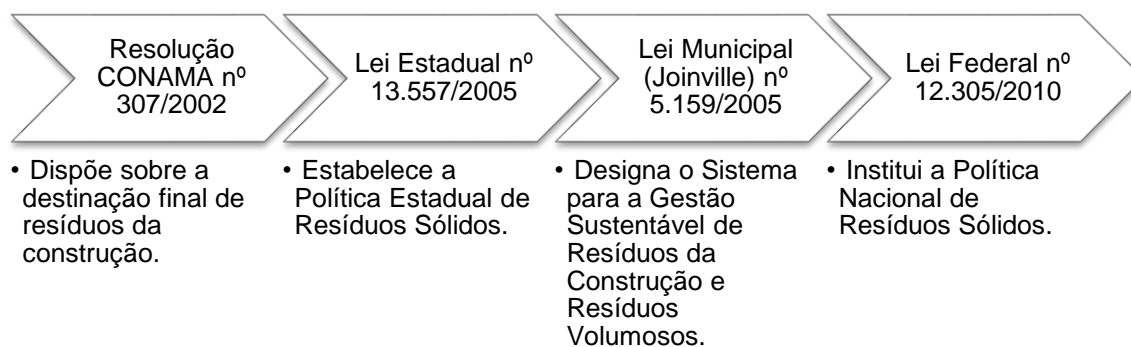 Resolução
CONAMA nº
307/2002
Lei Estadual nº
13.557/2005
Lei Municipal
(Joinville) nº
5.159/2005
Lei Federal nº
12.305/2010
• Dispõe sobre a
destinação final de
resíduos da
construção.
• Estabelece a
Política Estadual de
Resíduos Sólidos.
• Designa o Sistema
para a Gestão
Sustentável de
Resíduos da
Construção e
Resíduos
Volumosos.
• Institui a Política
Nacional de
Resíduos Sólidos.